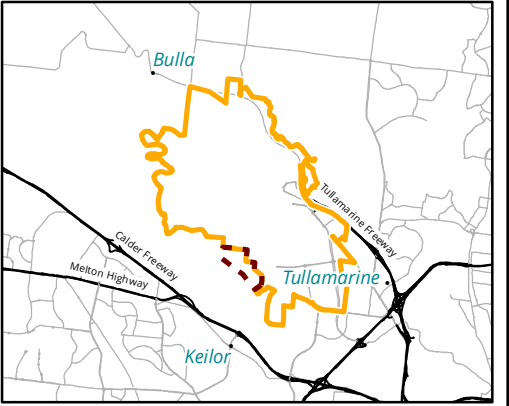 Bulla
Tullamarine Freeway
Calder Freeway
Melton Highway
Tullamarine
Keilor